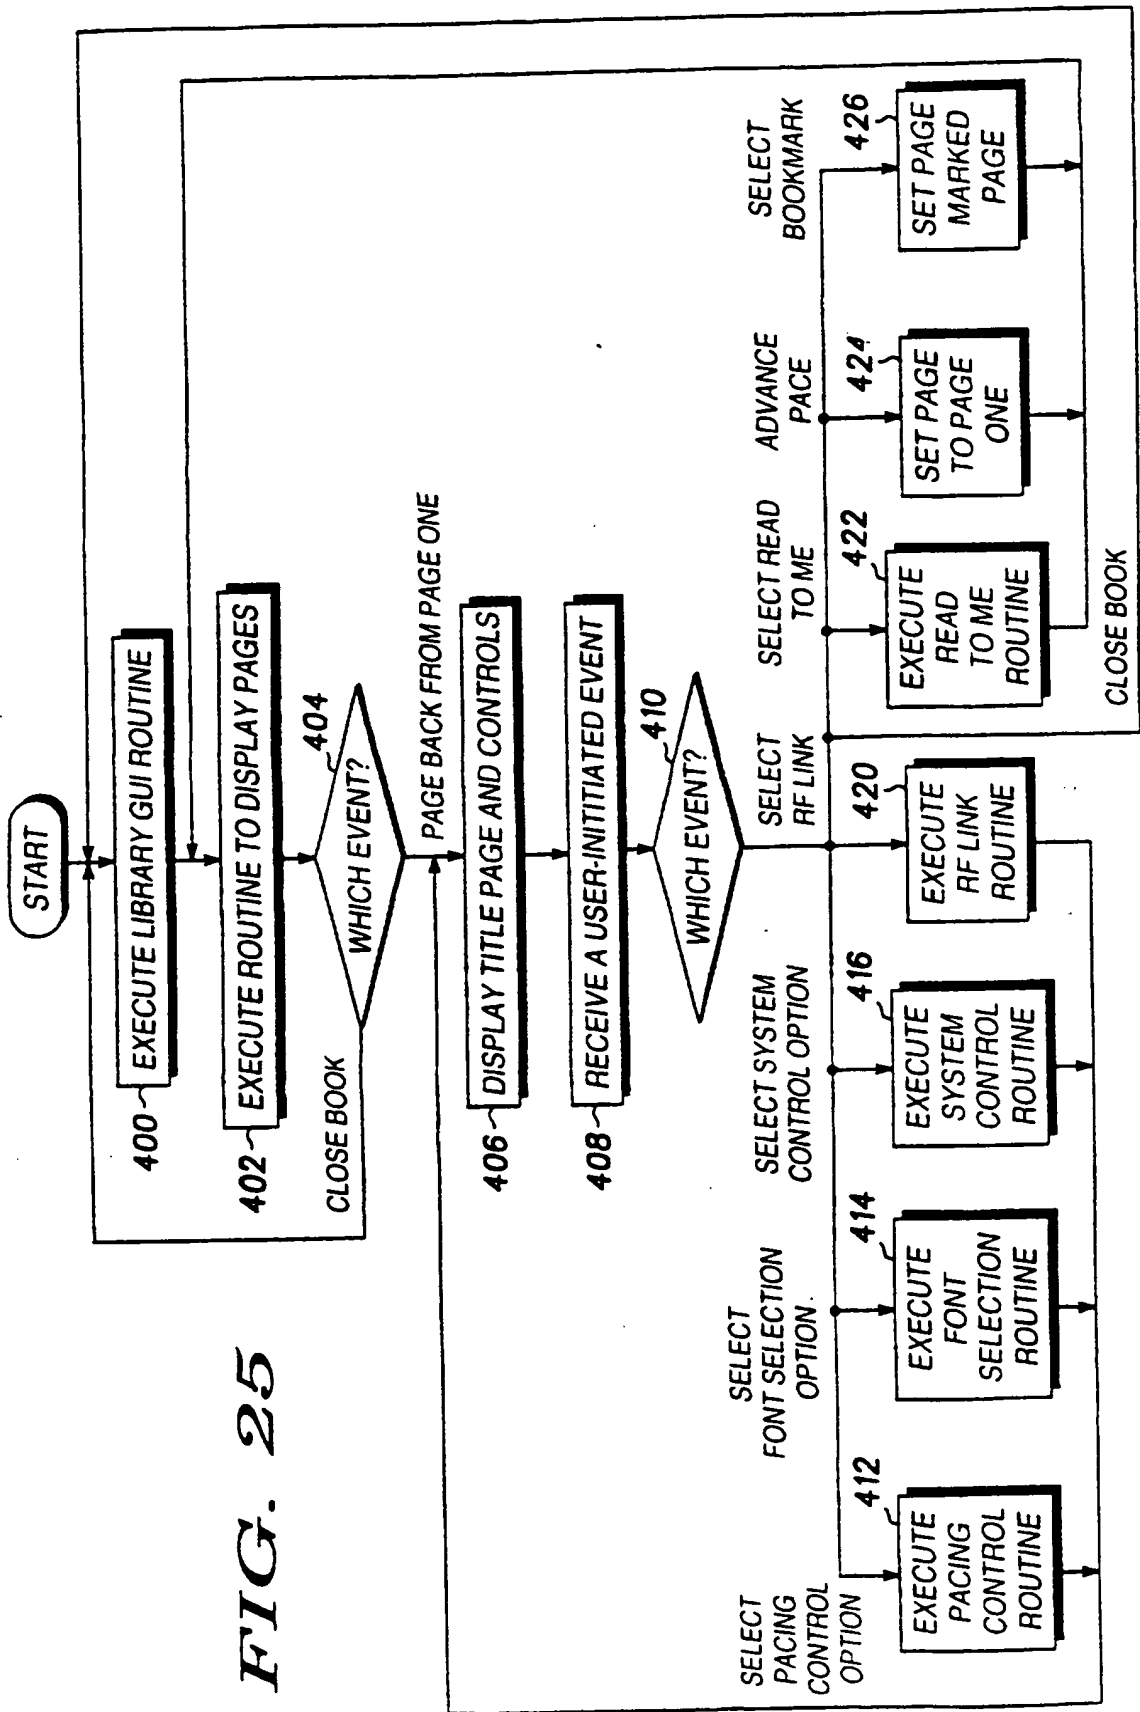 FIG. 25
START
400
EXECUTE LIBRARY GUI ROUTINE
402
EXECUTE ROUTINE TO DISPLAY PAGES
404
WHICH EVENT?
CLOSE BOOK
PAGE BACK FROM PAGE ONE
406
DISPLAY TITLE PAGE AND CONTROLS
408
RECEIVE A USER-INITIATED EVENT
410
WHICH EVENT?
SELECT
PACING
CONTROL
OPTION
412
EXECUTE
PACING
CONTROL
ROUTINE
SELECT
FONT SELECTION
OPTION.
414
EXECUTE
FONT
SELECTION
ROUTINE
SELECT SYSTEM
CONTROL OPTION
416
EXECUTE
SYSTEM
CONTROL
ROUTINE
SELECT
RF LINK
420
EXECUTE
RF LINK
ROUTINE
SELECT READ
TO ME
422
EXECUTE
READ
TO ME
ROUTINE
ADVANCE
PACE
424
SET PAGE
TO PAGE
ONE
SELECT
BOOKMARK
426
SET PAGE
MARKED
PAGE
CLOSE BOOK